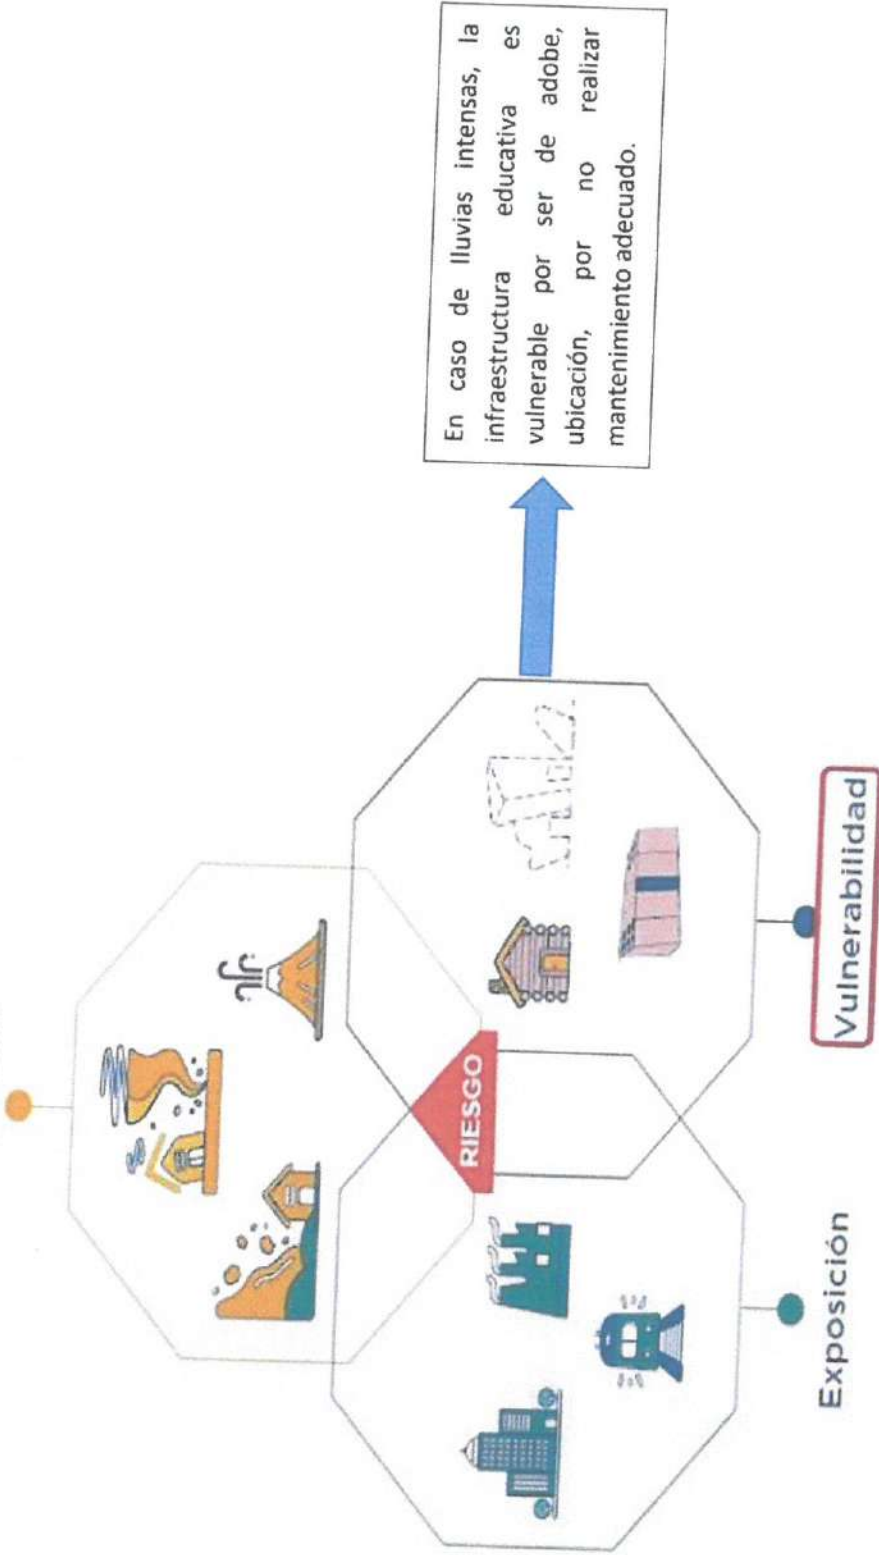 RIESGO
En caso de lluvias intensas, la
infraestructura educativa es
vulnerable por ser de adobe,
ubicación, por no realizar
mantenimiento adecuado.
Exposición
Vulnerabilidad